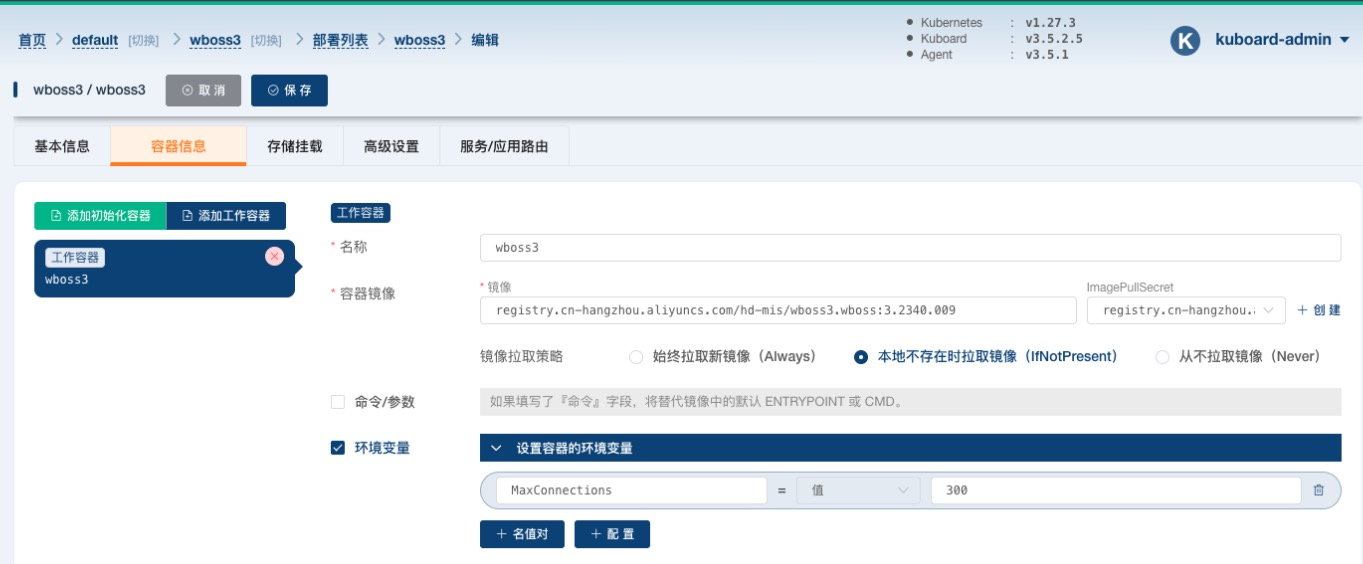 首页 > default [切换] > wboss3 [切换] > 部署列表 > wboss3 > 编辑
Kubernetes : v1.27.3
Kuboard : v3.5.2.5
Agent : v3.5.1
K kuboard-admin
wboss3 / wboss3 取消 保存
基本信息 容器信息 存储挂载 高级设置 服务/应用路由
添加初始化容器 添加工作容器
工作容器
wboss3
工作容器
* 名称 wboss3
* 容器镜像
* 镜像 ImagePullSecret
registry.cn-hangzhou.aliyuncs.com/hd-mis/wboss3.wboss:3.2340.009 registry.cn-hangzhou. + 创建
镜像拉取策略 始终拉取新镜像（Always） 本地不存在时拉取镜像（IfNotPresent） 从不拉取镜像（Never）
命令/参数 如果填写了『命令』字段，将替代镜像中的默认 ENTRYPOINT 或 CMD。
环境变量 设置容器的环境变量
MaxConnections = 值 300
+ 名值对 + 配置